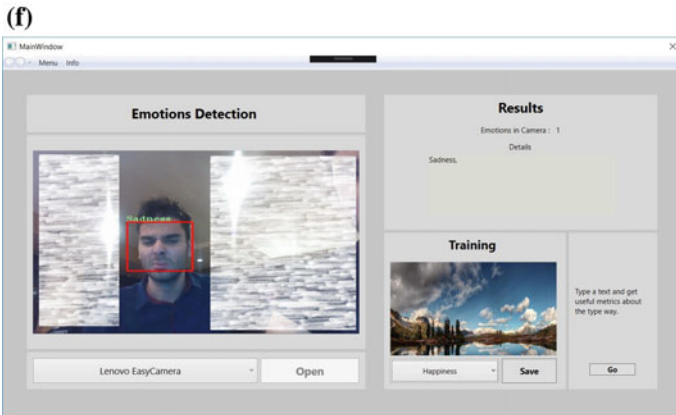 (f)
MainWindow
Menu Info
Emotions Detection
Sadness
Lenovo EasyCamera
Open
Results
Emotions in Camera : 1
Details
Sadness,
Training
Happiness
Save
Type a text and get
useful metrics about
the type way.
Go